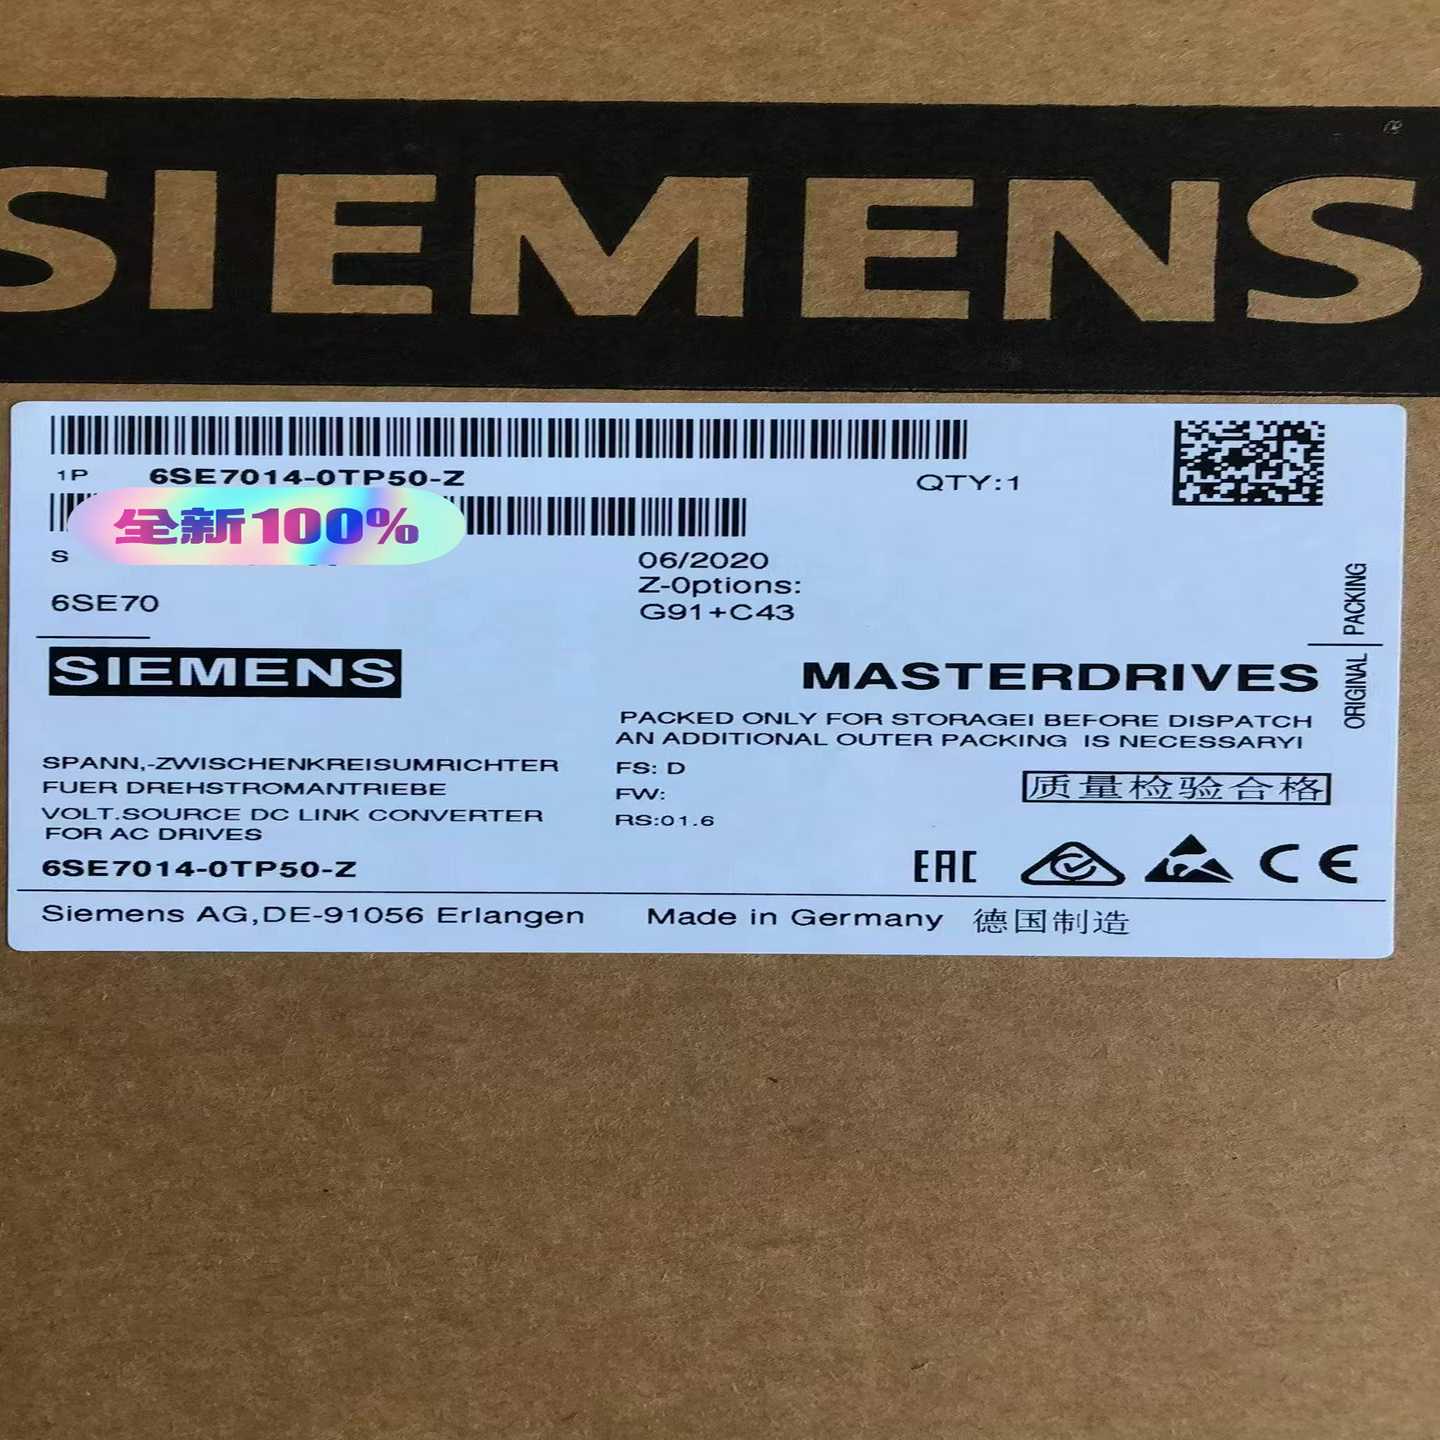 SIEMENS
1P 6SE7014-0TP50-Z QTY:1
全新100%
S 06/2020
Z-Options:
6SE70 G91+C43
ORIGINAL PACKING
SIEMENS MASTERDRIVES
PACKED ONLY FOR STORAGEI BEFORE DISPATCH
AN ADDITIONAL OUTER PACKING IS NECESSARYI
SPANN,-ZWISCHENKREISUMRICHTER FS: D
FUER DREHSTROMANTRIEBE FW: 质量检验合格
VOLT.SOURCE DC LINK CONVERTER RS:01.6
FOR AC DRIVES
6SE7014-0TP50-Z EAC CE
Siemens AG,DE-91056 Erlangen Made in Germany 德国制造